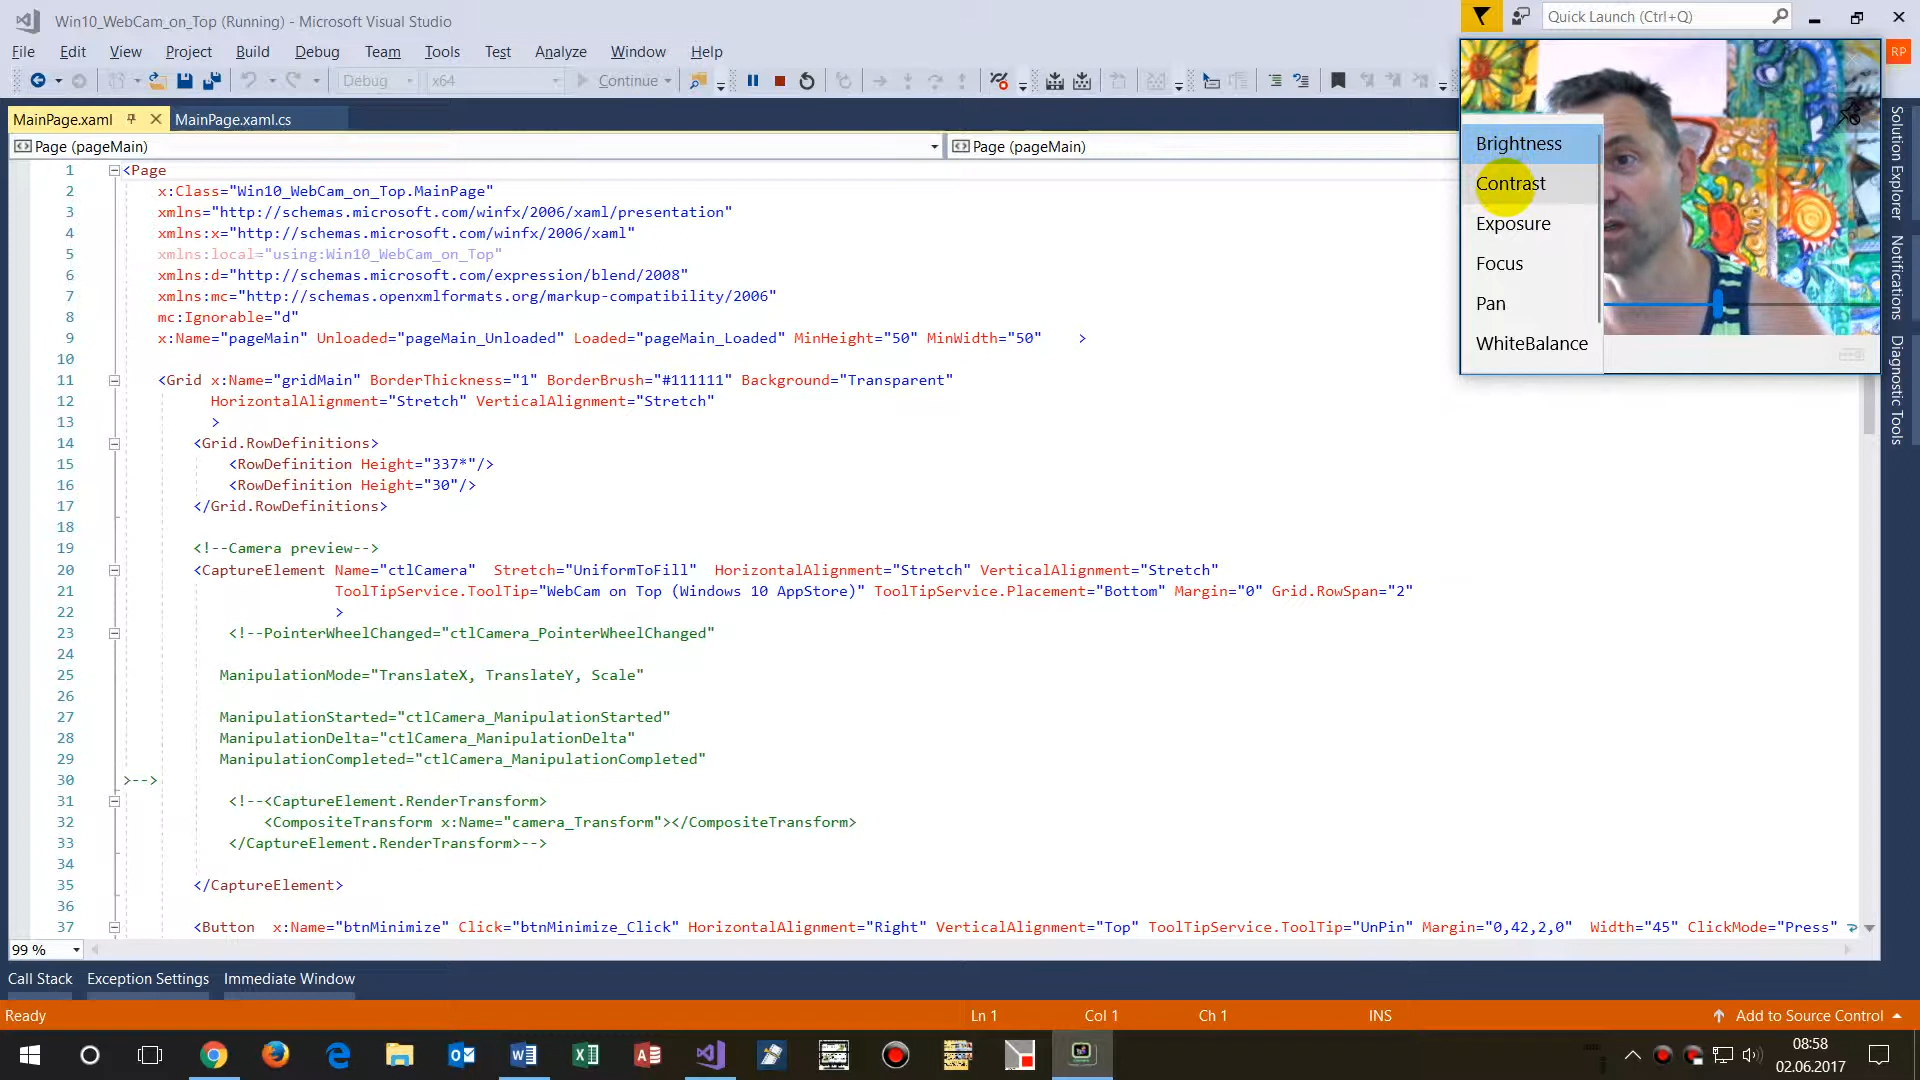 Win10_WebCam_on_Top (Running) - Microsoft Visual Studio
Quick Launch (Ctrl+Q)
File Edit View Project Build Debug Team Tools Test Analyze Window Help
RP
Debug x64 Continue
MainPage.xaml MainPage.xaml.cs
Page (pageMain) Page (pageMain)
1 <Page
2 x:Class="Win10_WebCam_on_Top.MainPage"
3 xmlns="http://schemas.microsoft.com/winfx/2006/xaml/presentation"
4 xmlns:x="http://schemas.microsoft.com/winfx/2006/xaml"
5 xmlns:local="using:Win10_WebCam_on_Top"
6 xmlns:d="http://schemas.microsoft.com/expression/blend/2008"
7 xmlns:mc="http://schemas.openxmlformats.org/markup-compatibility/2006"
8 mc:Ignorable="d"
9 x:Name="pageMain" Unloaded="pageMain_Unloaded" Loaded="pageMain_Loaded" MinHeight="50" MinWidth="50" >
10
11 <Grid x:Name="gridMain" BorderThickness="1" BorderBrush="#111111" Background="Transparent"
12 HorizontalAlignment="Stretch" VerticalAlignment="Stretch"
13 >
14 <Grid.RowDefinitions>
15 <RowDefinition Height="337*"/>
16 <RowDefinition Height="30"/>
17 </Grid.RowDefinitions>
18
19 <!--Camera preview-->
20 <CaptureElement Name="ctlCamera" Stretch="UniformToFill" HorizontalAlignment="Stretch" VerticalAlignment="Stretch"
21 ToolTipService.ToolTip="WebCam on Top (Windows 10 AppStore)" ToolTipService.Placement="Bottom" Margin="0" Grid.RowSpan="2"
22 >
23 <!--PointerWheelChanged="ctlCamera_PointerWheelChanged"
24
25 ManipulationMode="TranslateX, TranslateY, Scale"
26
27 ManipulationStarted="ctlCamera_ManipulationStarted"
28 ManipulationDelta="ctlCamera_ManipulationDelta"
29 ManipulationCompleted="ctlCamera_ManipulationCompleted"
30 >-->
31 <!--<CaptureElement.RenderTransform>
32 <CompositeTransform x:Name="camera_Transform"></CompositeTransform>
33 </CaptureElement.RenderTransform>-->
34
35 </CaptureElement>
36
37 <Button x:Name="btnMinimize" Click="btnMinimize_Click" HorizontalAlignment="Right" VerticalAlignment="Top" ToolTipService.ToolTip="UnPin" Margin="0,42,2,0" Width="45" ClickMode="Press"
Brightness
Contrast
Exposure
Focus
Pan
WhiteBalance
Solution Explorer
Notifications
Diagnostic Tools
99 %
Call Stack Exception Settings Immediate Window
Ready Ln 1 Col 1 Ch 1 INS Add to Source Control
08:58
02.06.2017